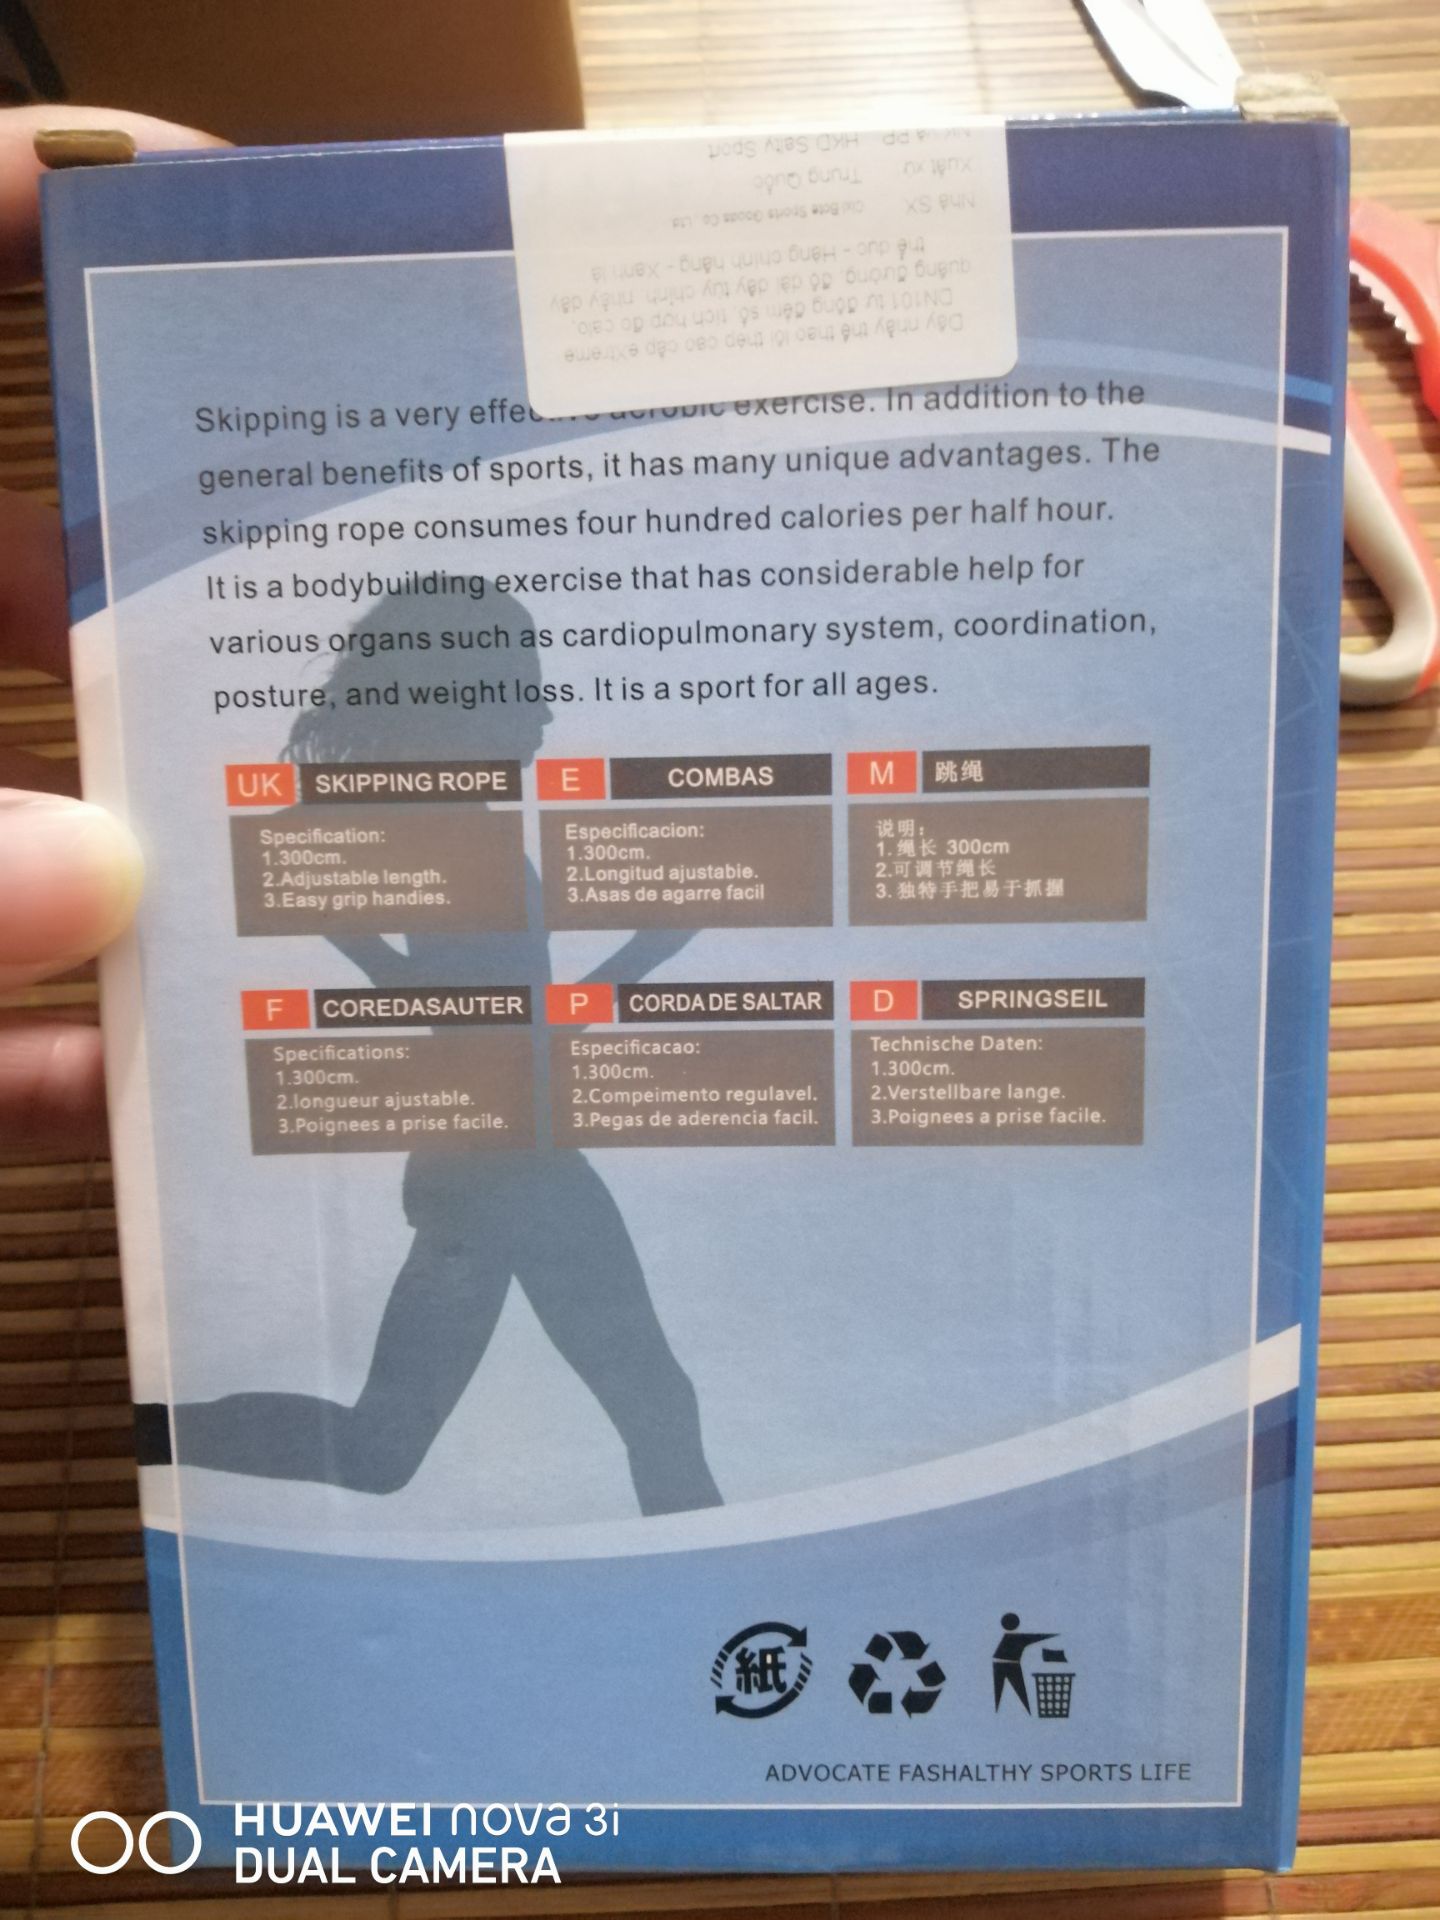 Dây nhảy thể thao lõi thép cao cấp eXtreme
DN101 tự động đếm số, tích hợp đo calo,
quãng đường, độ dài dây tùy chỉnh, nhảy dây
thể dục - Hàng chính hãng - Xanh lá
Nhà SX Cixi Bote Sports Goods Co., Ltd.
Xuất xứ Trung Quốc
NK và PP HKD Salty Sport
Skipping is a very exercise. In addition to the
general benefits of sports, it has many unique advantages. The
skipping rope consumes four hundred calories per half hour.
It is a bodybuilding exercise that has considerable help for
various organs such as cardiopulmonary system, coordination,
posture, and weight loss. It is a sport for all ages.
UK SKIPPING ROPE
Specification:
1.300cm.
2.Adjustable length.
3.Easy grip handies.
E COMBAS
Especificacion:
1.300cm.
2.Longitud ajustabie.
3.Asas de agarre facil
M 跳绳
说明：
1. 绳长 300cm
2.可调节绳长
3. 独特手把易于抓握
F COREDASAUTER
Specifications:
1.300cm.
2.longueur ajustable.
3.Poignees a prise facile.
P CORDA DE SALTAR
Especificacao:
1.300cm.
2.Compeimento regulavel.
3.Pegas de aderencia facil.
D SPRINGSEIL
Technische Daten:
1.300cm.
2.Verstellbare lange.
3.Poignees a prise facile.
紙
ADVOCATE FASHALTHY SPORTS LIFE
HUAWEI nova 3i
DUAL CAMERA